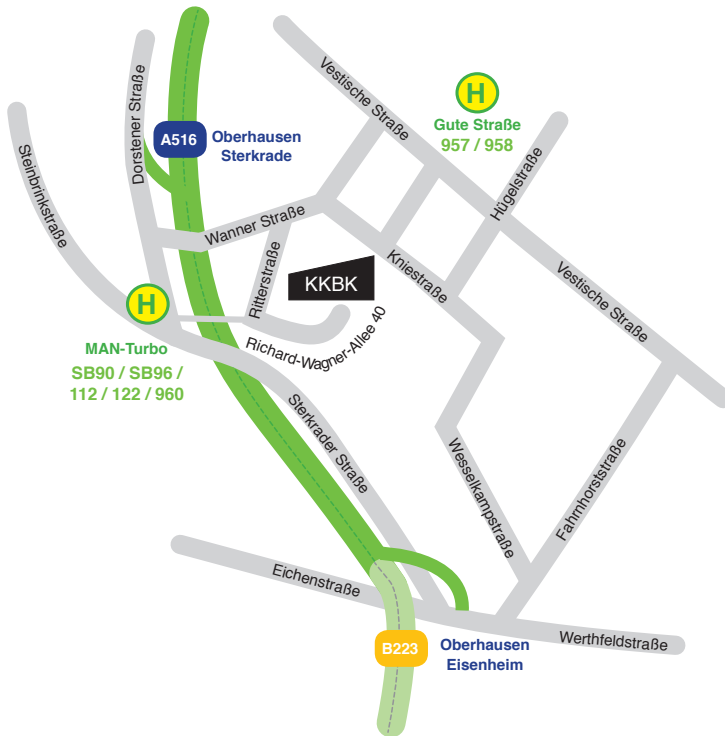 Vestische Straße
H
Gute Straße
957 / 958
Dorstener Straße
A516
Oberhausen
Sterkrade
Steinbrinkstraße
Hügelstraße
Wanner Straße
Ritterstraße
KKBK
Kniestraße
Vestische Straße
H
MAN-Turbo
SB90 / SB96 /
112 / 122 / 960
Richard-Wagner-Allee 40
Sterkrader Straße
Wesselkampstraße
Fahrnhorststraße
Eichenstraße
B223
Oberhausen
Eisenheim
Werthfeldstraße